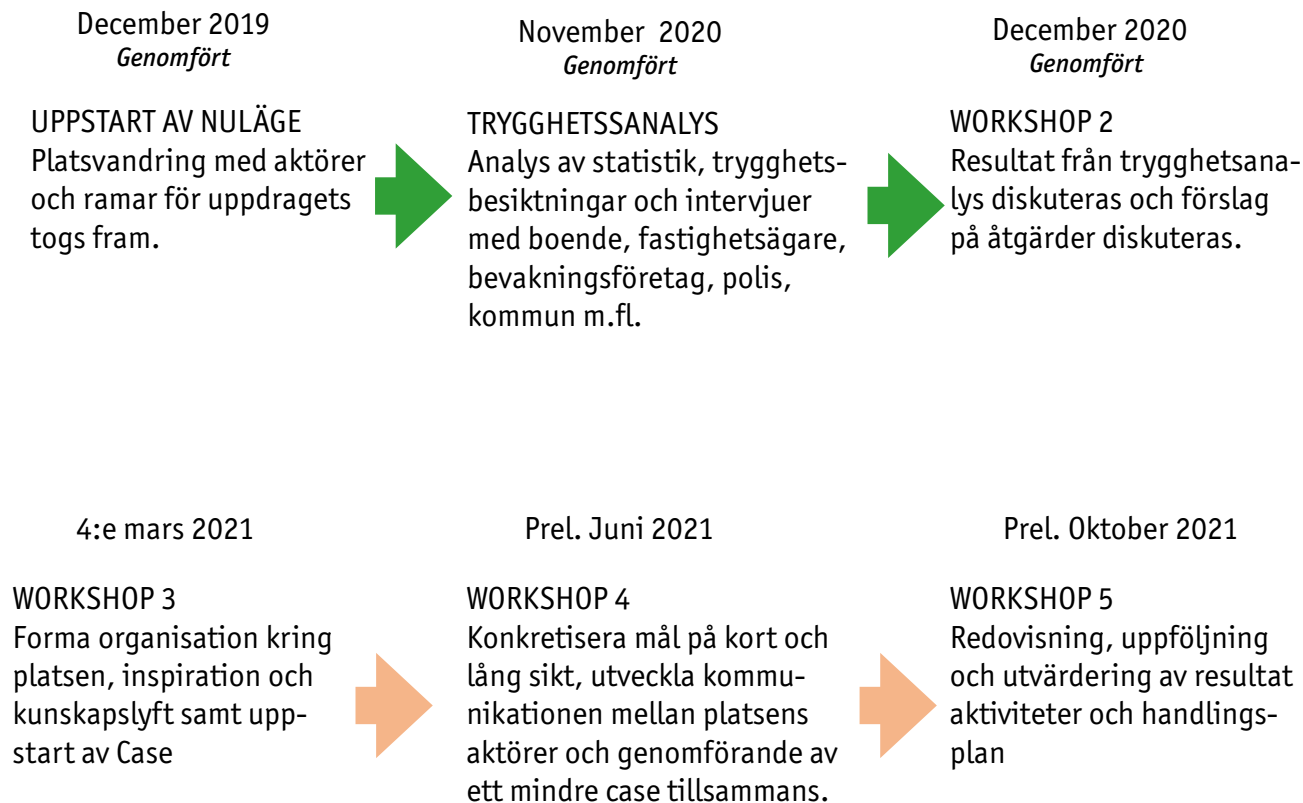 December 2019
Genomfört
UPPSTART AV NULÄGE
Platsvandring med aktörer
och ramar för uppdragets
togs fram.
November 2020
Genomfört
TRYGGHETSSANALYS
Analys av statistik, trygghets-
besiktningar och intervjuer
med boende, fastighetsägare,
bevakningsföretag, polis,
kommun m.fl.
December 2020
Genomfört
WORKSHOP 2
Resultat från trygghetsana-
lys diskuteras och förslag
på åtgärder diskuteras.
4:e mars 2021
WORKSHOP 3
Forma organisation kring
platsen, inspiration och
kunskapslyft samt upp-
start av Case
Prel. Juni 2021
WORKSHOP 4
Konkretisera mål på kort och
lång sikt, utveckla kommu-
nikationen mellan platsens
aktörer och genomförande av
ett mindre case tillsammans.
Prel. Oktober 2021
WORKSHOP 5
Redovisning, uppföljning
och utvärdering av resultat
aktiviteter och handlings-
plan